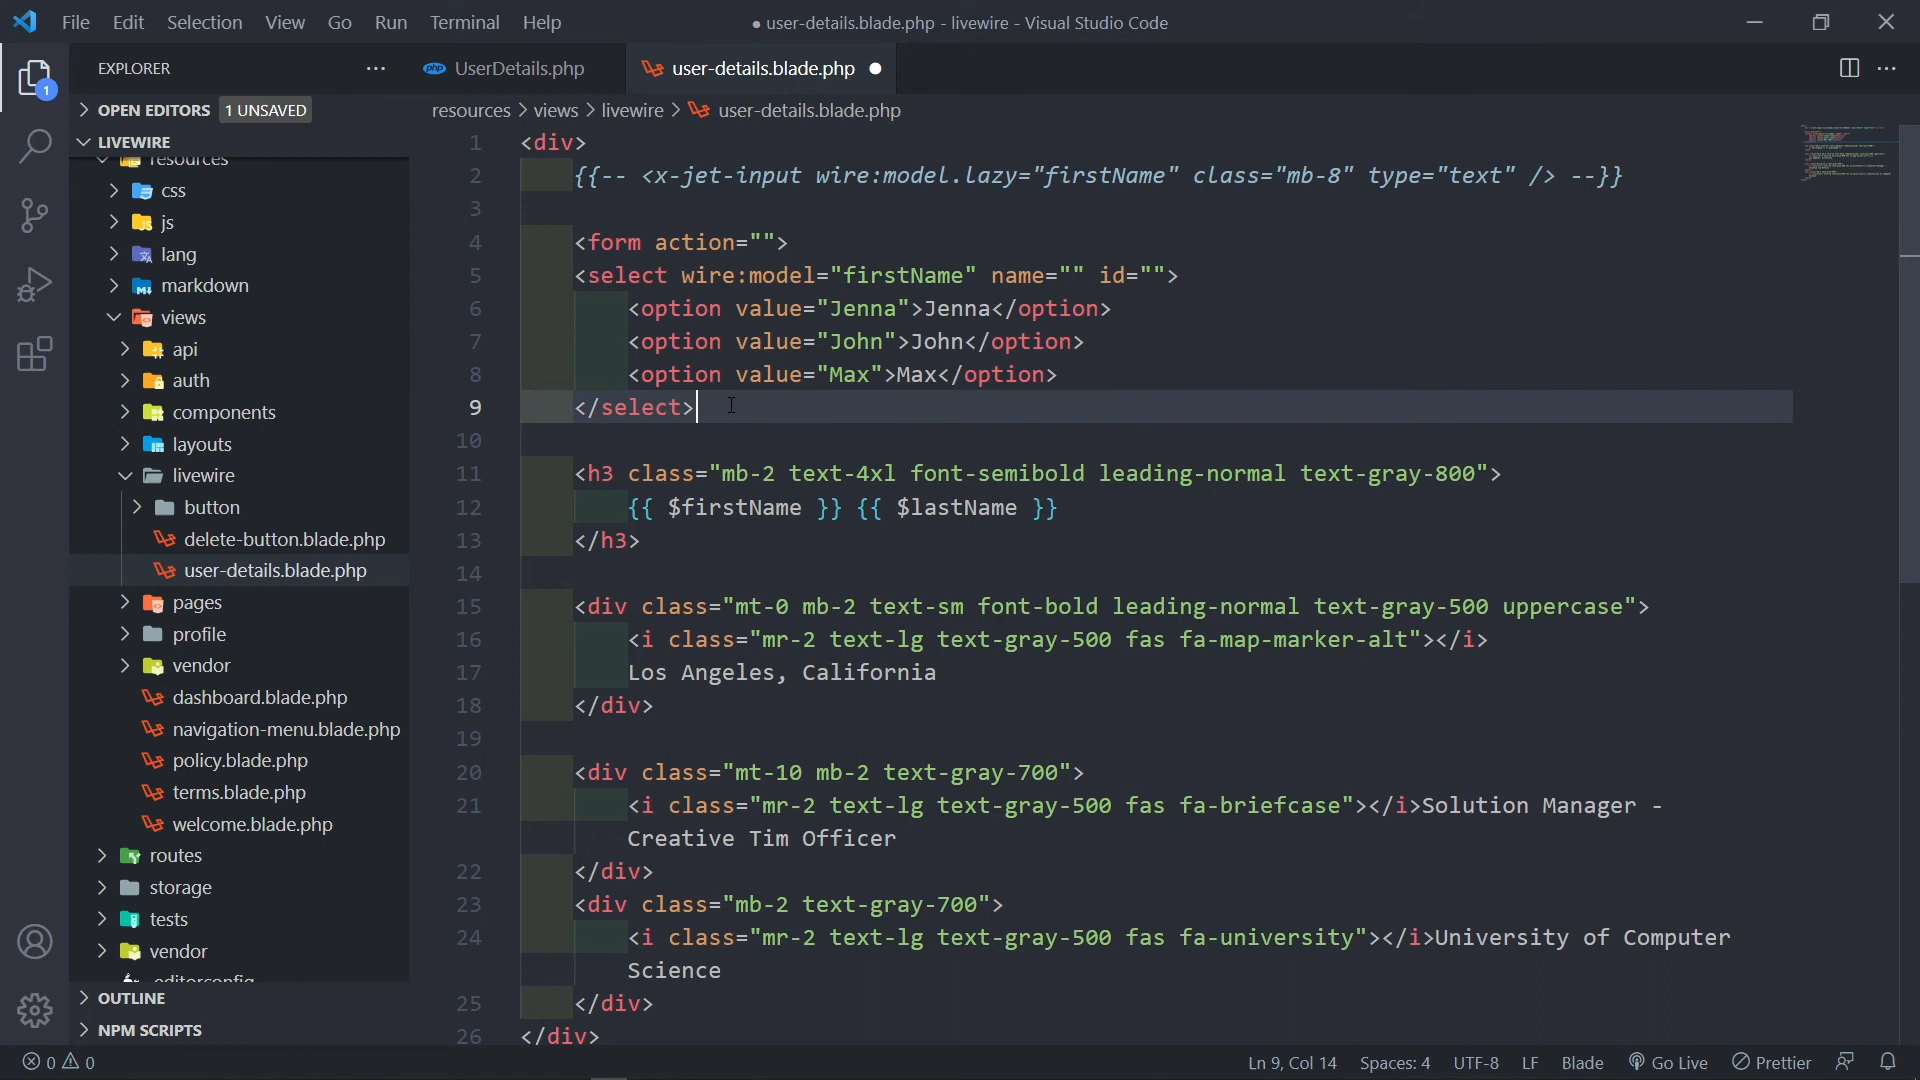 File Edit Selection View Go Run Terminal Help ● user-details.blade.php - livewire - Visual Studio Code
EXPLORER ··· UserDetails.php user-details.blade.php
OPEN EDITORS 1 UNSAVED
resources > views > livewire > user-details.blade.php
LIVEWIRE
resources
css
js
lang
markdown
views
api
auth
components
layouts
livewire
button
delete-button.blade.php
user-details.blade.php
pages
profile
vendor
dashboard.blade.php
navigation-menu.blade.php
policy.blade.php
terms.blade.php
welcome.blade.php
routes
storage
tests
vendor
.editorconfig
OUTLINE
NPM SCRIPTS
1 <div>
2 {{-- <x-jet-input wire:model.lazy="firstName" class="mb-8" type="text" /> --}}
3
4 <form action="">
5 <select wire:model="firstName" name="" id="">
6 <option value="Jenna">Jenna</option>
7 <option value="John">John</option>
8 <option value="Max">Max</option>
9 </select>
10
11 <h3 class="mb-2 text-4xl font-semibold leading-normal text-gray-800">
12 {{ $firstName }} {{ $lastName }}
13 </h3>
14
15 <div class="mt-0 mb-2 text-sm font-bold leading-normal text-gray-500 uppercase">
16 <i class="mr-2 text-lg text-gray-500 fas fa-map-marker-alt"></i>
17 Los Angeles, California
18 </div>
19
20 <div class="mt-10 mb-2 text-gray-700">
21 <i class="mr-2 text-lg text-gray-500 fas fa-briefcase"></i>Solution Manager -
Creative Tim Officer
22 </div>
23 <div class="mb-2 text-gray-700">
24 <i class="mr-2 text-lg text-gray-500 fas fa-university"></i>University of Computer
Science
25 </div>
26 </div>
1
php
0 0 Ln 9, Col 14 Spaces: 4 UTF-8 LF Blade Go Live Prettier